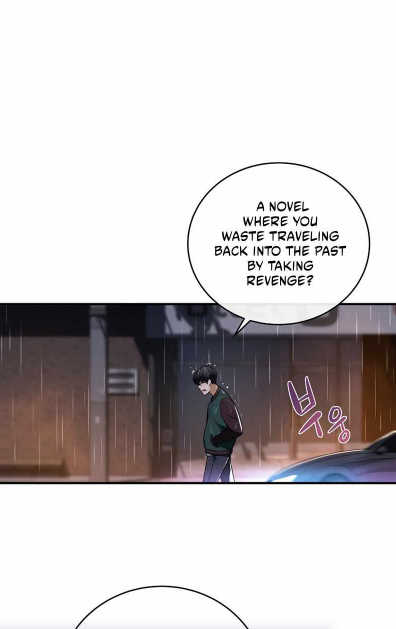 A NOVEL
WHERE YOU
WASTE TRAVELING
BACK INTO THE PAST
BY TAKING
REVENGE?
부웅